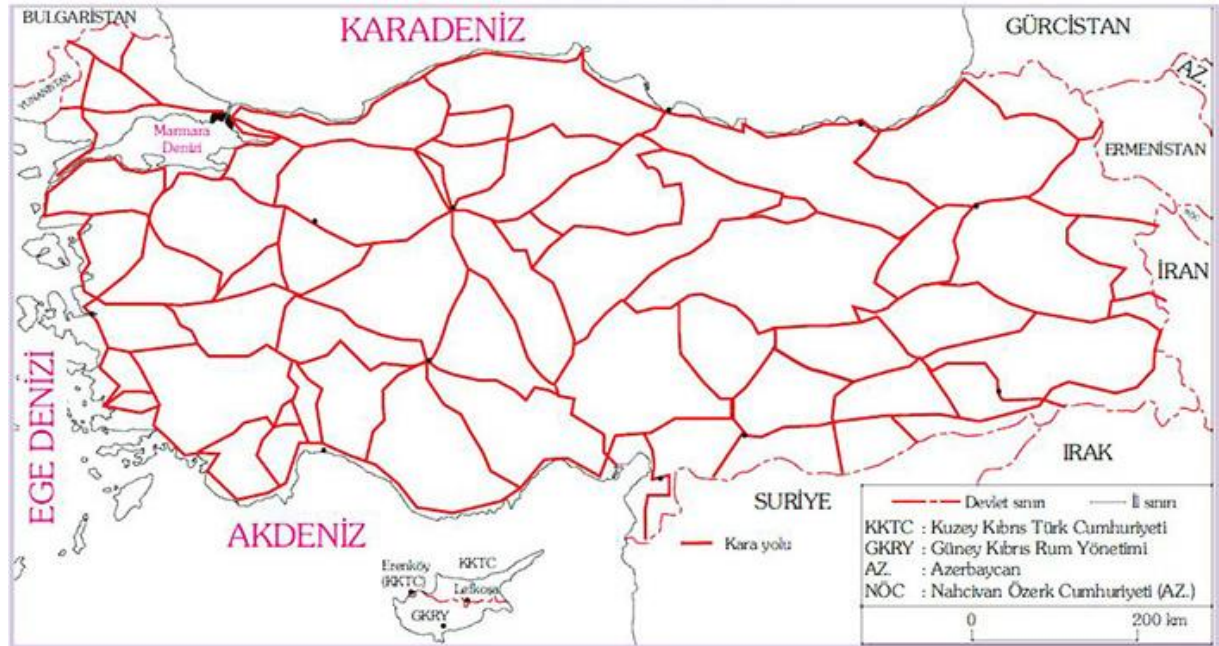 BULGARİSTAN
KARADENİZ
GÜRCİSTAN
AZ.
YUNANİSTAN
Marmara
Denizi
ERMENİSTAN
NÖC
İRAN
EGE DENİZİ
IRAK
SURİYE
AKDENİZ
Kara yolu
Erenköy
(KKTC)
KKTC
Lefkoşa
GKRY
Devlet sınırı
İl sınırı
KKTC : Kuzey Kıbrıs Türk Cumhuriyeti
GKRY : Güney Kıbrıs Rum Yönetimi
AZ. : Azerbaycan
NÖC : Nahcivan Özerk Cumhuriyeti (AZ.)
0 200 km